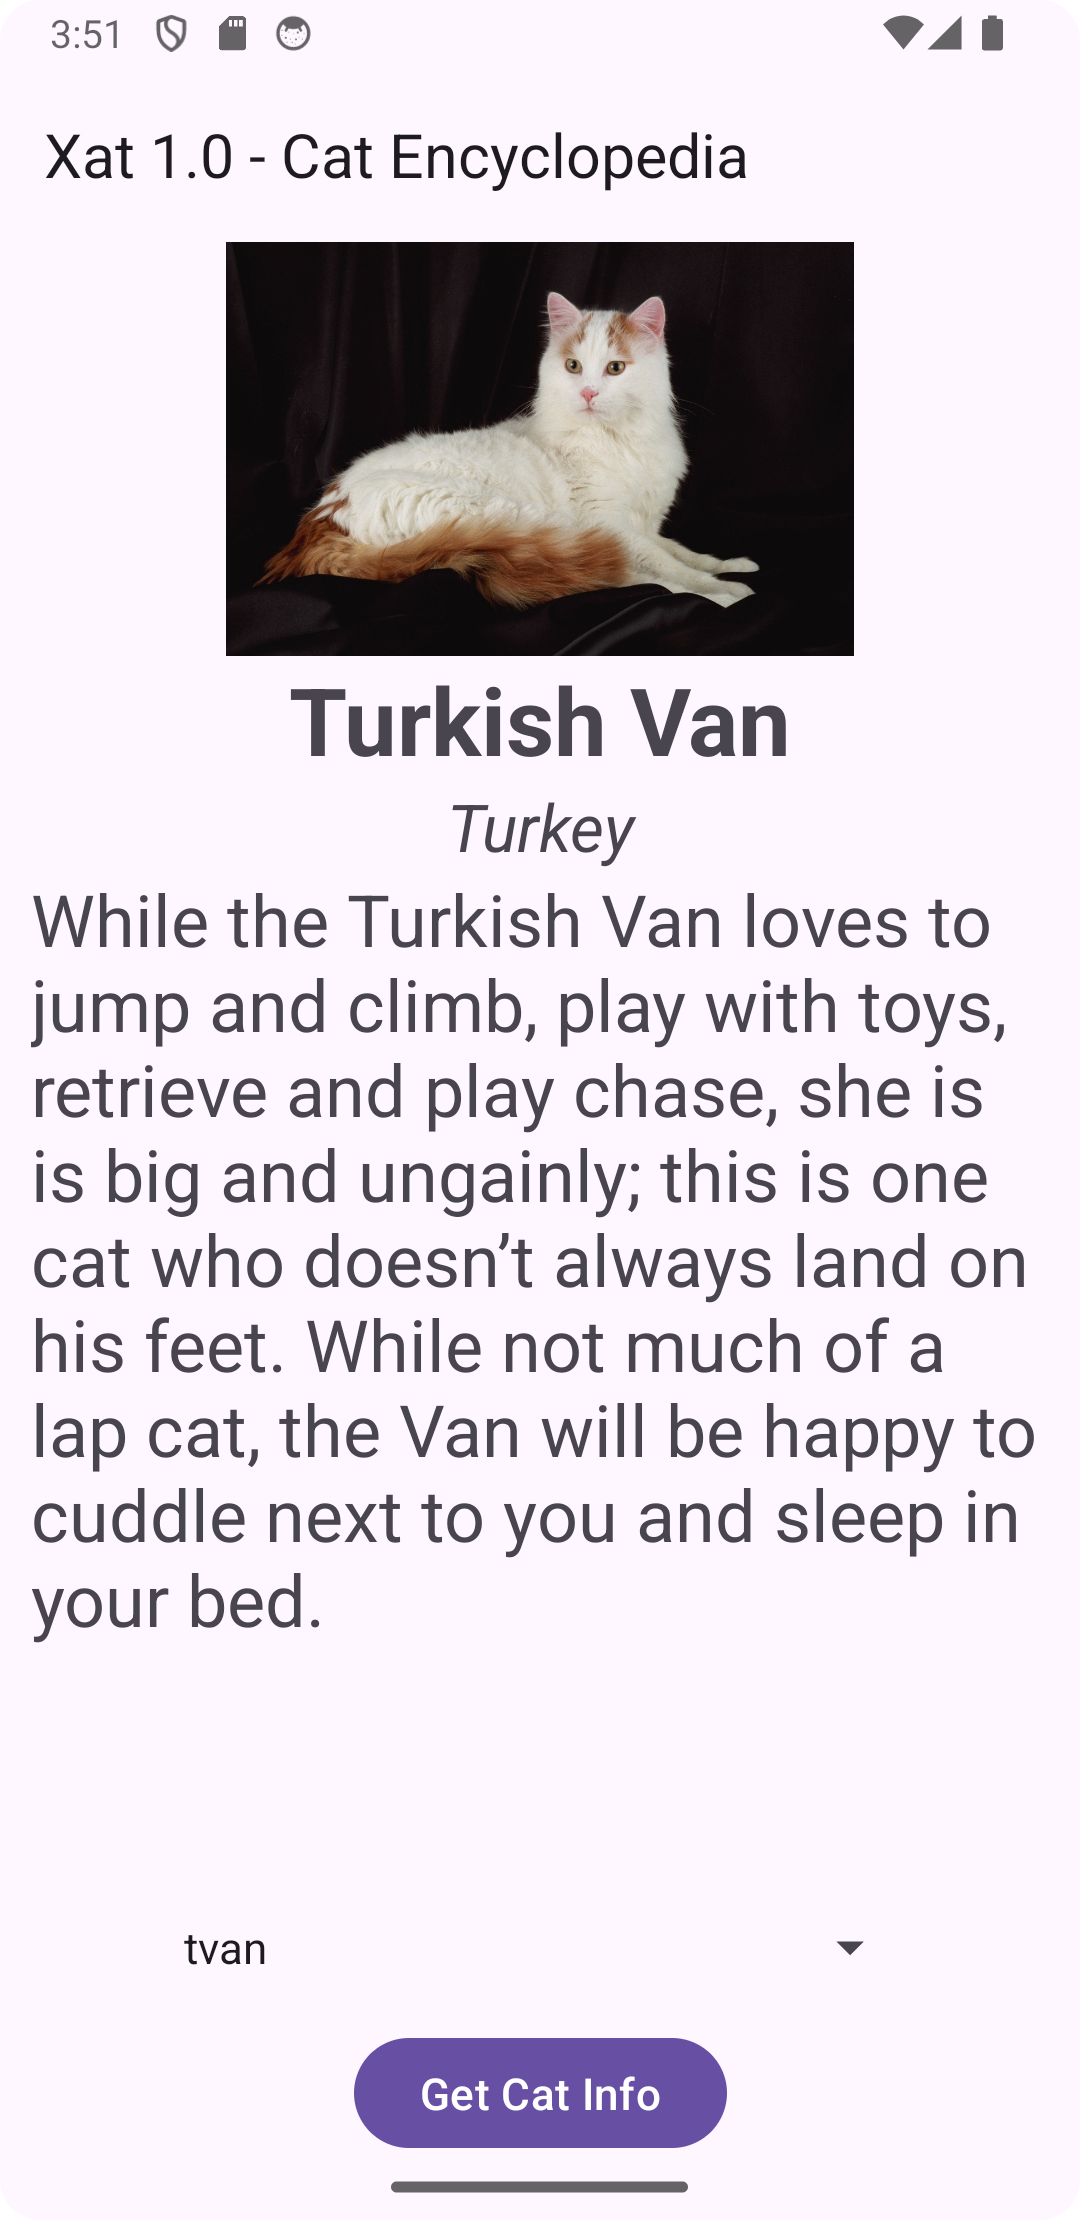 3:51
Xat 1.0 - Cat Encyclopedia
Turkish Van
Turkey
While the Turkish Van loves to
jump and climb, play with toys,
retrieve and play chase, she is
is big and ungainly; this is one
cat who doesn’t always land on
his feet. While not much of a
lap cat, the Van will be happy to
cuddle next to you and sleep in
your bed.
tvan
Get Cat Info